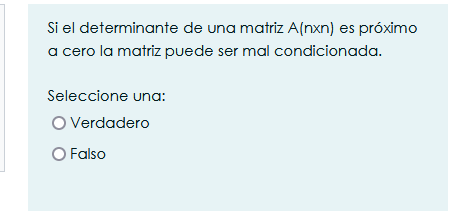 Si el determinante de una matriz A(nxn) es próximo
a cero la matriz puede ser mal condicionada.
Seleccione una:
Verdadero
Falso